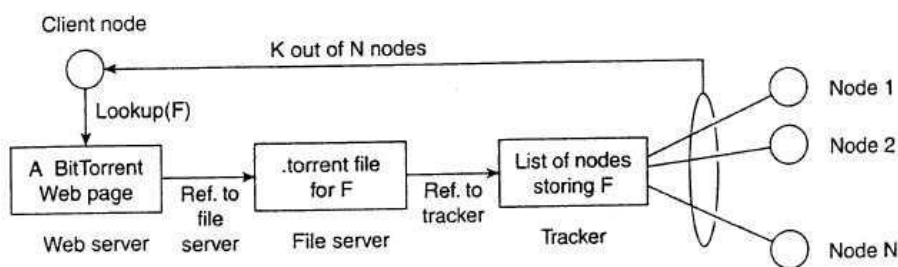 Client node
K out of N nodes
Node 1
Lookup(F)
Node 2
A BitTorrent
Web page
Ref. to
file
server
.torrent file
for F
Ref. to
tracker
List of nodes
storing F
Web server
File server
Tracker
Node N